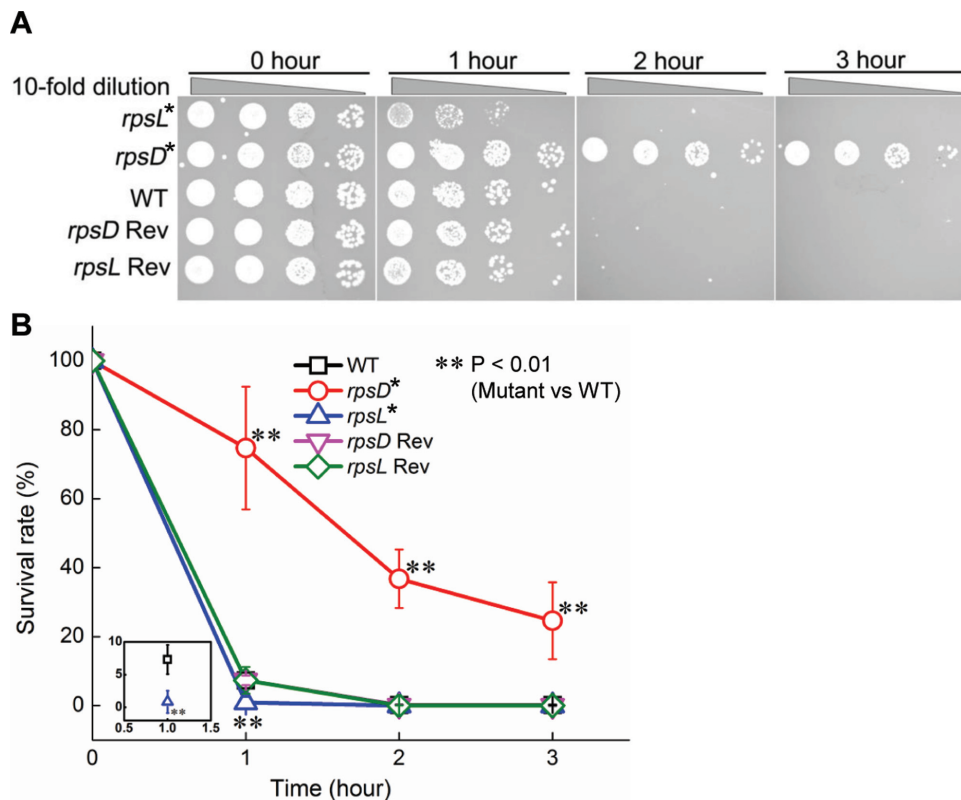 A
0 hour 1 hour 2 hour 3 hour
10-fold dilution
rpsL*
rpsD*
WT
rpsD Rev
rpsL Rev
B
WT
rpsD*
rpsL*
rpsD Rev
rpsL Rev
** P < 0.01
(Mutant vs WT)
Survival rate (%)
100
80
60
40
20
0
**
**
**
**
10
5
0
**
0.5 1.0 1.5
0 1 2 3
Time (hour)